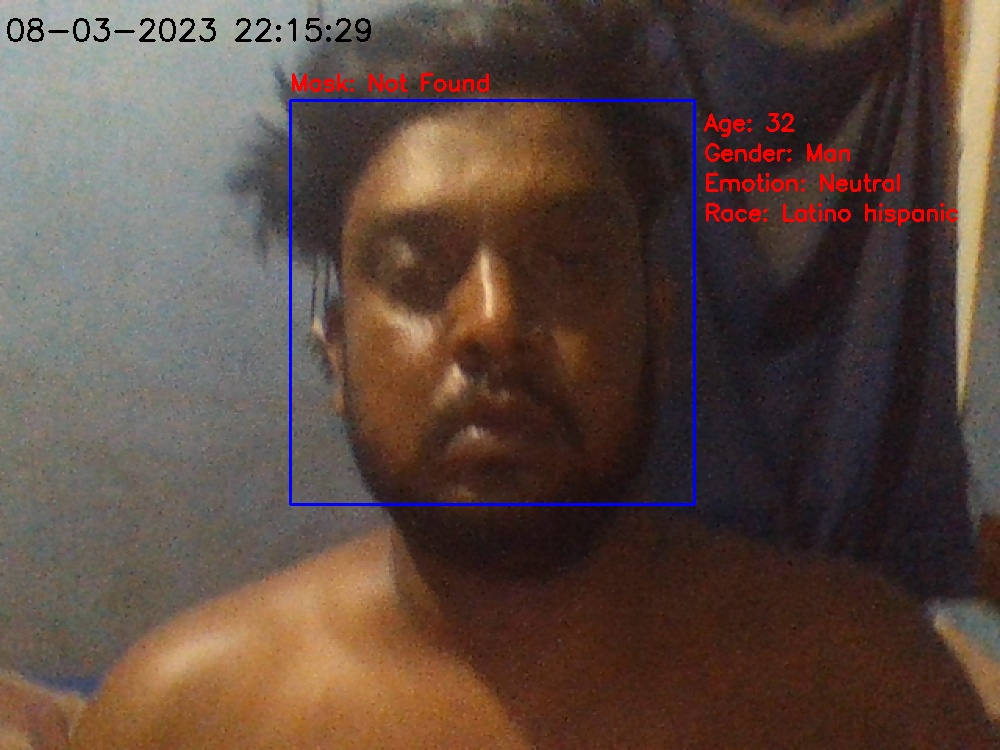 08-03-2023 22:15:29
Mask: Not Found
Age: 32
Gender: Man
Emotion: Neutral
Race: Latino hispanic